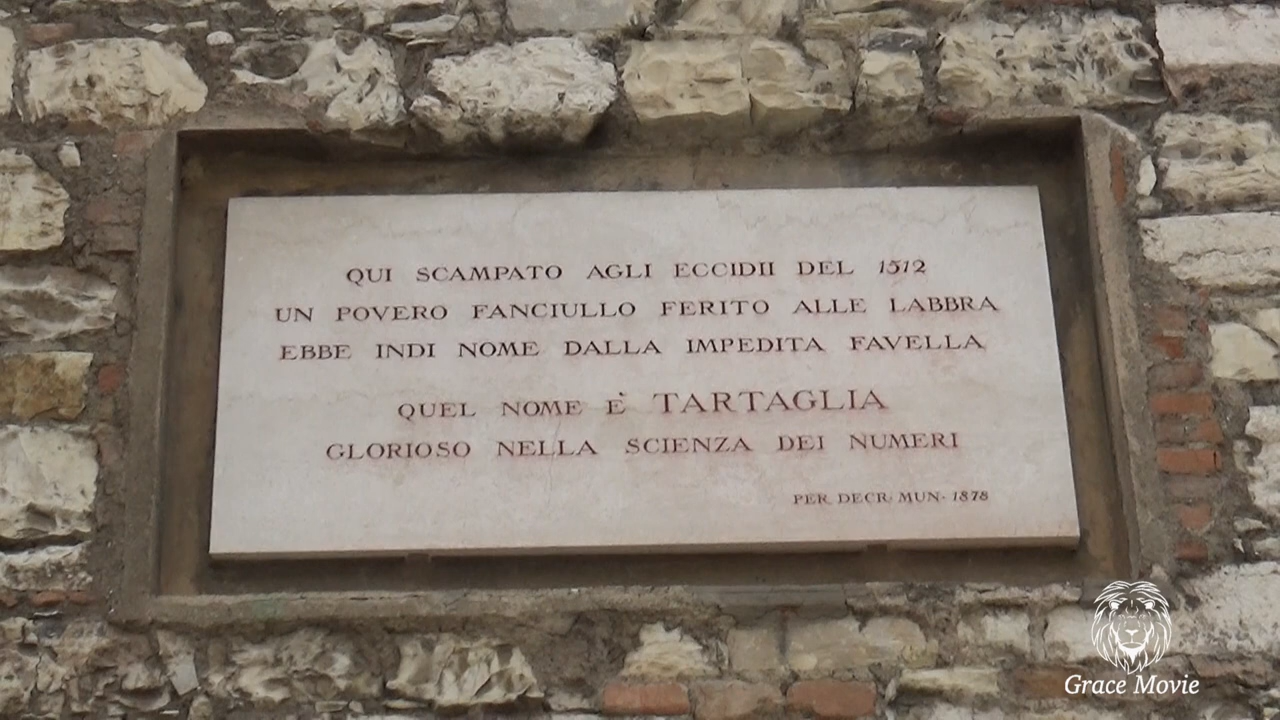 QUI SCAMPATO AGLI ECCIDII DEL 1512
UN POVERO FANCIULLO FERITO ALLE LABBRA
EBBE INDI NOME DALLA IMPEDITA FAVELLA
QUEL NOME È TARTAGLIA
GLORIOSO NELLA SCIENZA DEI NUMERI
PER DECR. MUN. 1878
Grace Movie